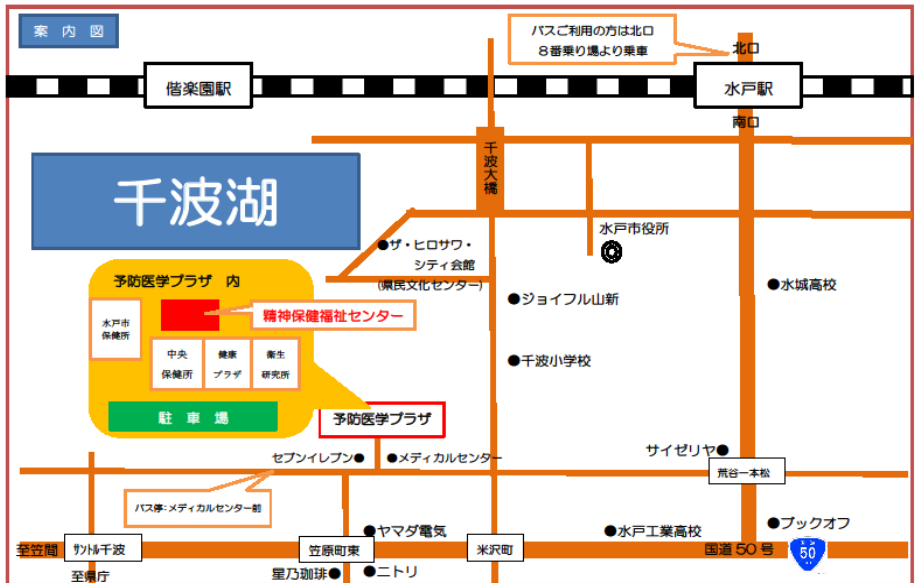 案 内 図
バスご利用の方は北口
８番乗り場より乗車
北口
偕楽園駅
水戸駅
南口
千波大橋
千波湖
水戸市役所
●ザ・ヒロサワ・
シティ会館
(県民文化センター)
予防医学プラザ 内
●水城高校
●ジョイフル山新
精神保健福祉センター
水戸市
保健所
中央
保健所
健康
プラザ
衛生
研究所
●千波小学校
駐 車 場
予防医学プラザ
セブンイレブン●
●メディカルセンター
サイゼリヤ●
荒谷一本松
バス停：メディカルセンター前
●ヤマダ電気
●水戸工業高校
●ブックオフ
至笠間
ｻﾝﾄﾙ千波
笠原町東
米沢町
国道50号
50
至県庁
星乃珈琲●
●ニトリ